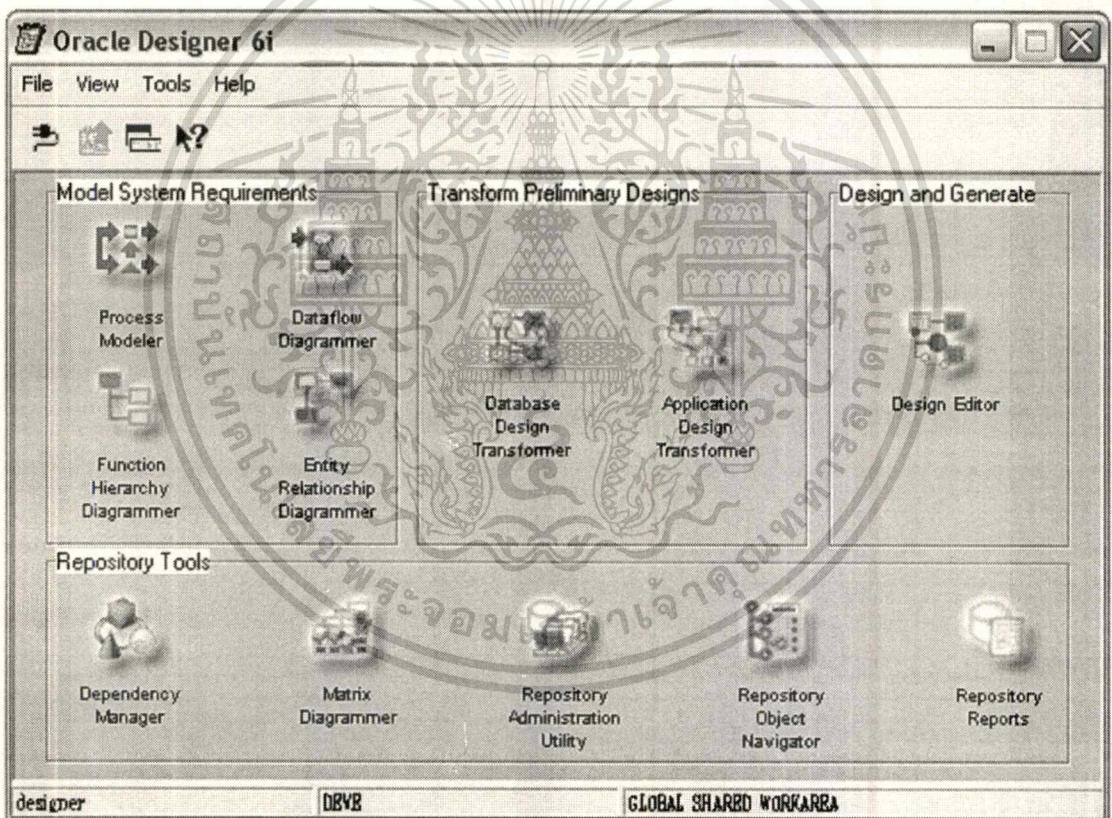 Oracle Designer 6i
File View Tools Help
Model System Requirements
Process
Modeler
Dataflow
Diagrammer
Function
Hierarchy
Diagrammer
Entity
Relationship
Diagrammer
Transform Preliminary Designs
Database
Design
Transformer
Application
Design
Transformer
Design and Generate
Design Editor
Repository Tools
Dependency
Manager
Matrix
Diagrammer
Repository
Administration
Utility
Repository
Object
Navigator
Repository
Reports
designer
DEVE
GLOBAL SHARED WORKAREA